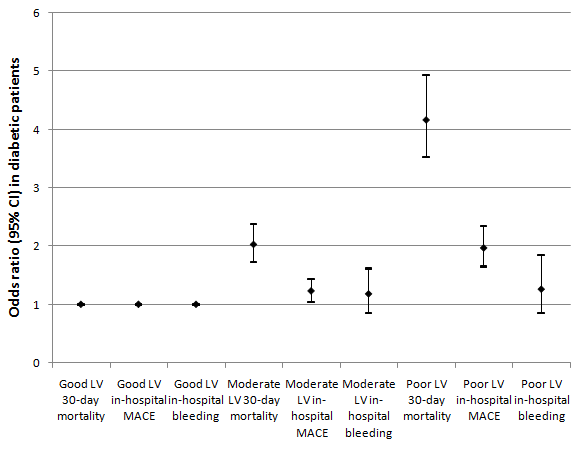 6
5
4
3
2
1
0
Odds ratio (95% CI) in diabetic patients
Good LV
30-day
mortality
Good LV
in-hospital
MACE
Good LV
in-hospital
bleeding
Moderate
LV 30-day
mortality
Moderate
LV in-
hospital
MACE
Moderate
LV in-
hospital
bleeding
Poor LV
30-day
mortality
Poor LV
in-hospital
MACE
Poor LV
in-hospital
bleeding